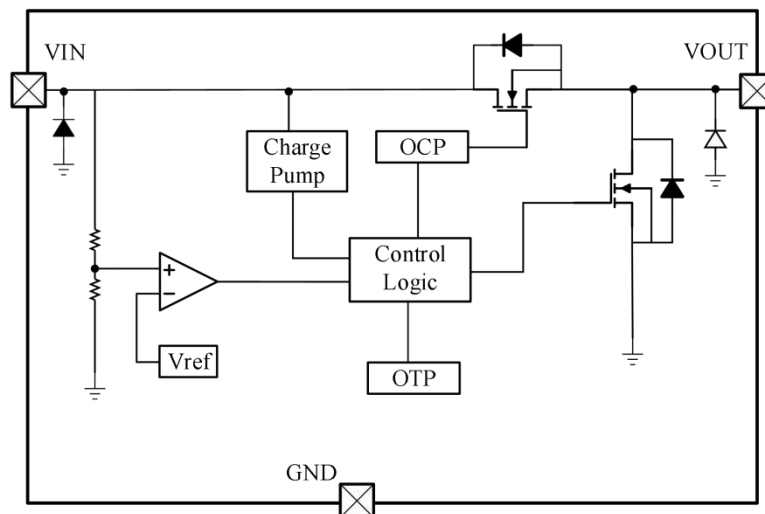 VIN
VOUT
Charge
Pump
OCP
Control
Logic
+
−
Vref
OTP
GND